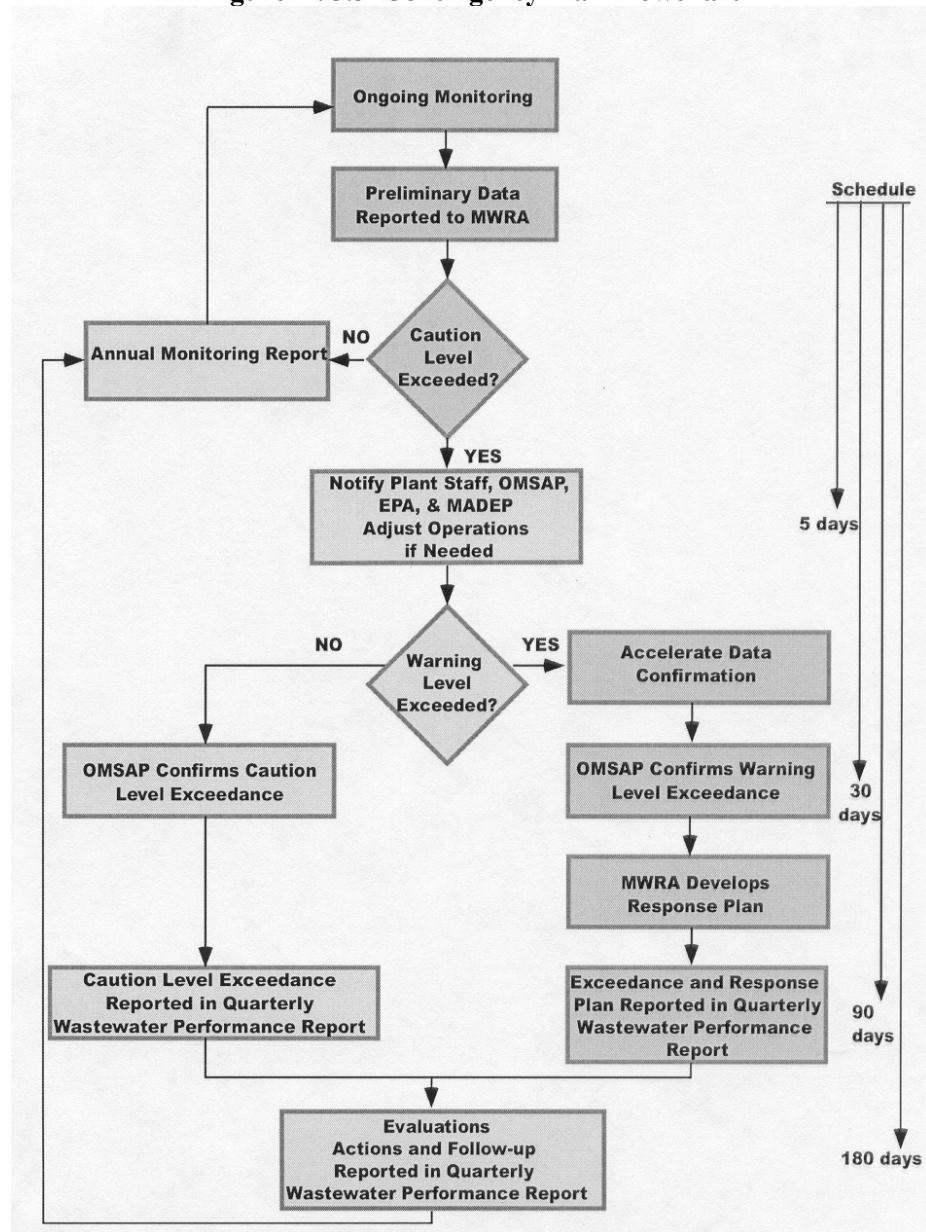 Ongoing Monitoring
Preliminary Data
Reported to MWRA
Schedule
Caution
Level
Exceeded?
NO
Annual Monitoring Report
YES
Notify Plant Staff, OMSAP,
EPA, & MADEP
Adjust Operations
if Needed
5 days
Warning
Level
Exceeded?
NO
YES
Accelerate Data
Confirmation
OMSAP Confirms Caution
Level Exceedance
OMSAP Confirms Warning
Level Exceedance
30
days
MWRA Develops
Response Plan
Caution Level Exceedance
Reported in Quarterly
Wastewater Performance Report
Exceedance and Response
Plan Reported in Quarterly
Wastewater Performance
Report
90
days
Evaluations
Actions and Follow-up
Reported in Quarterly
Wastewater Performance Report
180 days